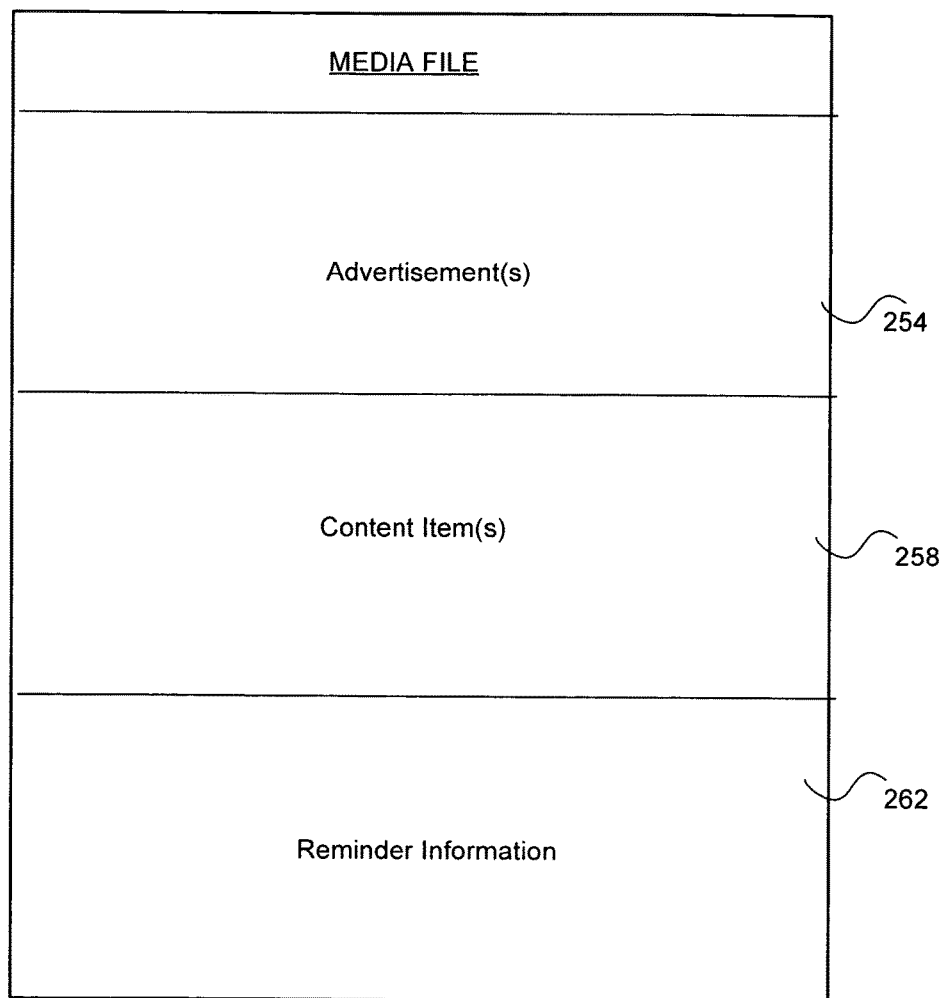 MEDIA FILE
Advertisement(s)
254
Content Item(s)
258
262
Reminder Information